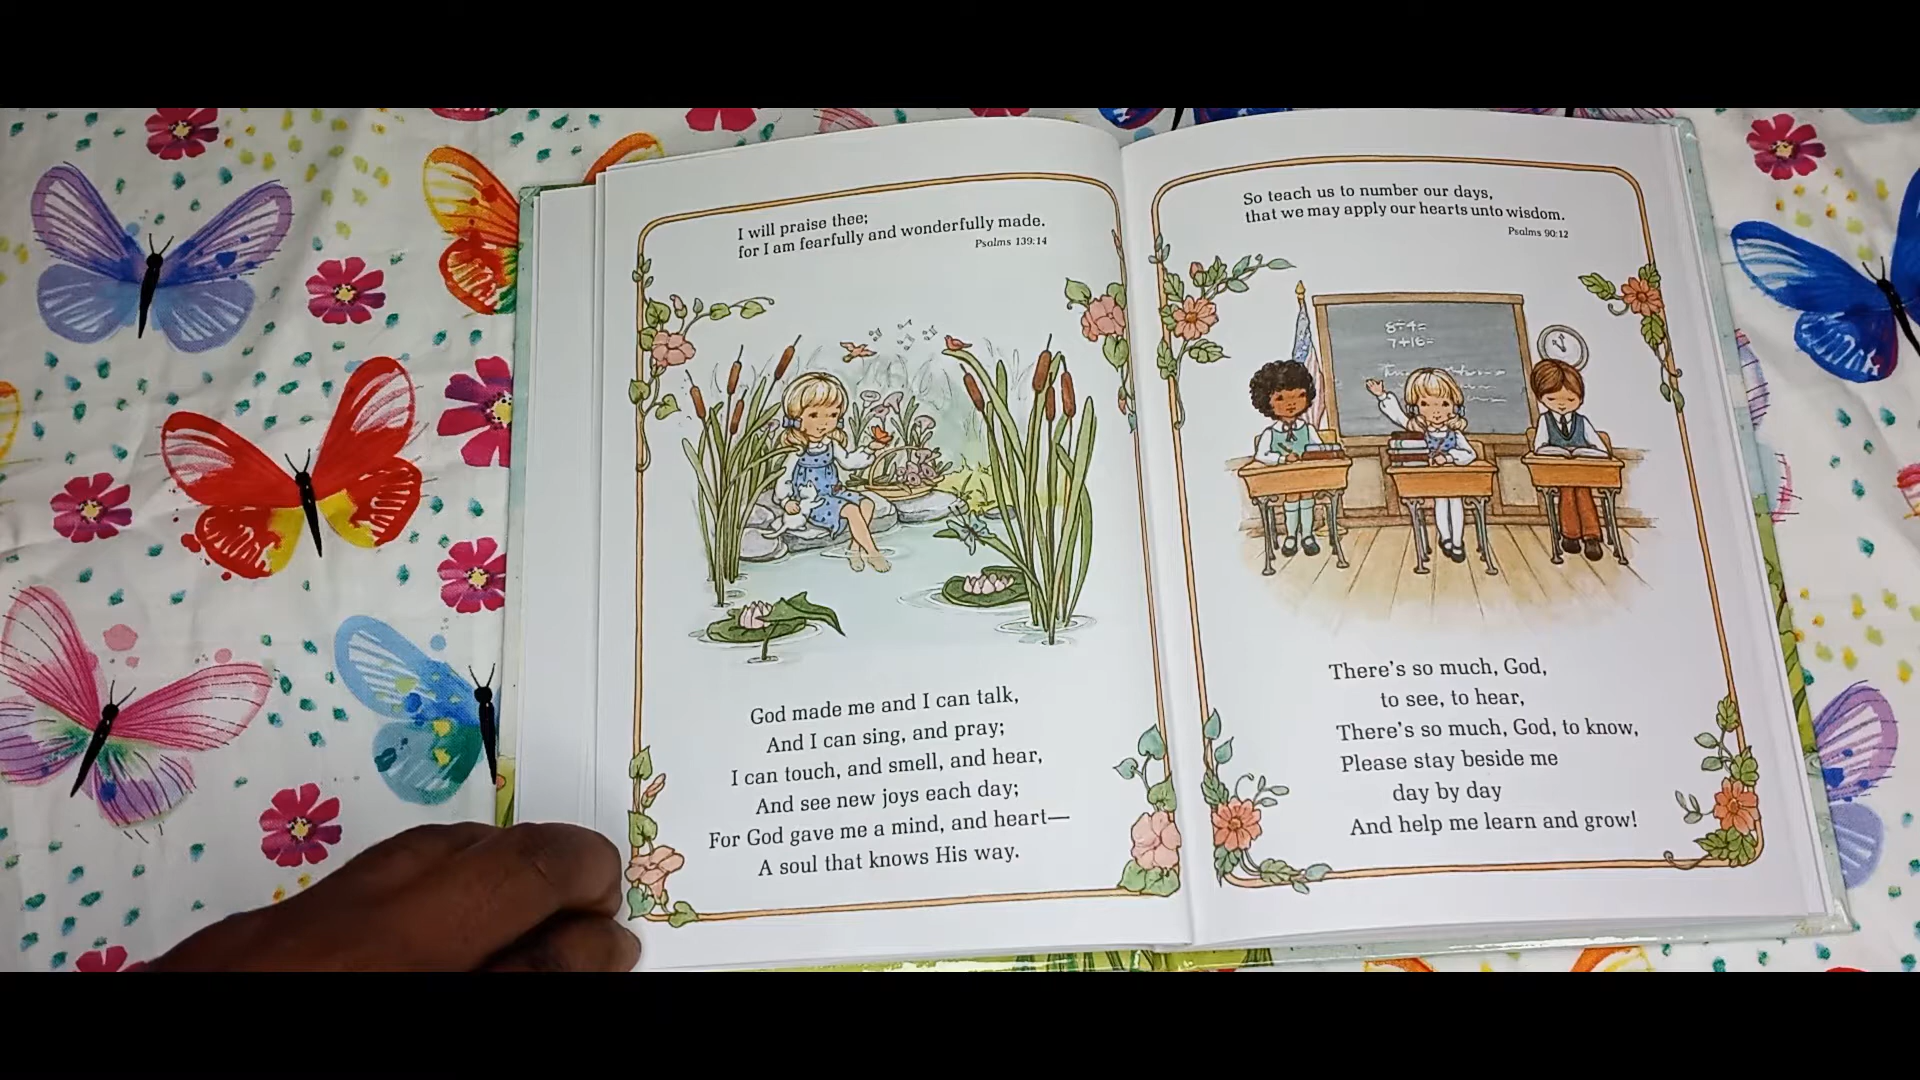 I will praise thee;
for I am fearfully and wonderfully made.
Psalms 139:14
God made me and I can talk,
And I can sing, and pray;
I can touch, and smell, and hear,
And see new joys each day;
For God gave me a mind, and heart—
A soul that knows His way.
So teach us to number our days,
that we may apply our hearts unto wisdom.
Psalms 90:12
8÷4=
7+16=
There's so much, God,
to see, to hear,
There's so much, God, to know,
Please stay beside me
day by day
And help me learn and grow!